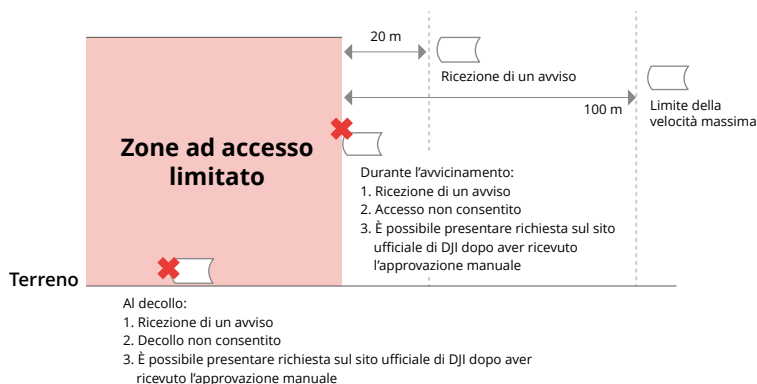 20 m
Ricezione di un avviso
100 m
Limite della
velocità massima
Zone ad accesso
limitato
Durante l’avvicinamento:
1. Ricezione di un avviso
2. Accesso non consentito
3. È possibile presentare richiesta sul sito
ufficiale di DJI dopo aver ricevuto
l’approvazione manuale
Terreno
Al decollo:
1. Ricezione di un avviso
2. Decollo non consentito
3. È possibile presentare richiesta sul sito ufficiale di DJI dopo aver
ricevuto l’approvazione manuale